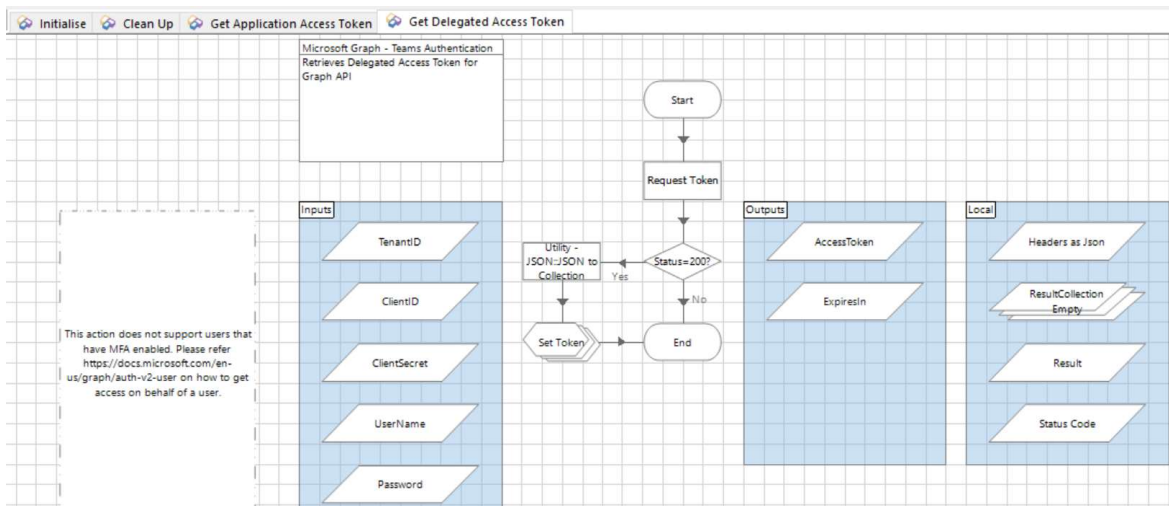 Initialise
Clean Up
Get Application Access Token
Get Delegated Access Token
Microsoft Graph - Teams Authentication
Retrieves Delegated Access Token for
Graph API
Start
Request Token
Status=200?
Yes
No
Utility -
JSON::JSON to
Collection
Set Token
End
This action does not support users that
have MFA enabled. Please refer
https://docs.microsoft.com/en-
us/graph/auth-v2-user on how to get
access on behalf of a user.
Inputs
TenantID
ClientID
ClientSecret
UserName
Password
Outputs
AccessToken
ExpiresIn
Local
Headers as Json
ResultCollection
Empty
Result
Status Code